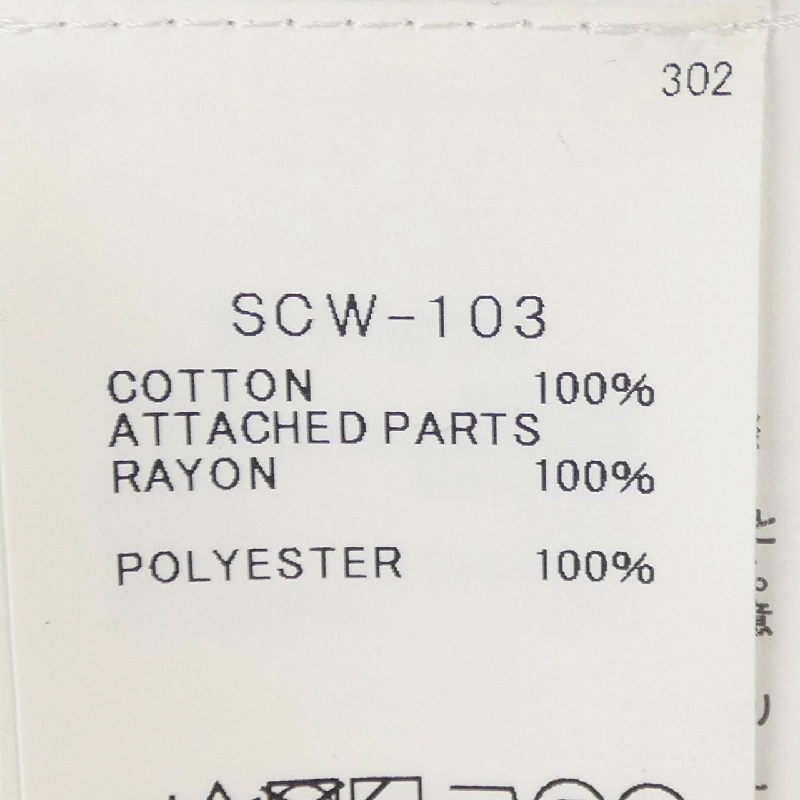 302
SCW-103
COTTON 100%
ATTACHED PARTS
RAYON 100%
POLYESTER 100%